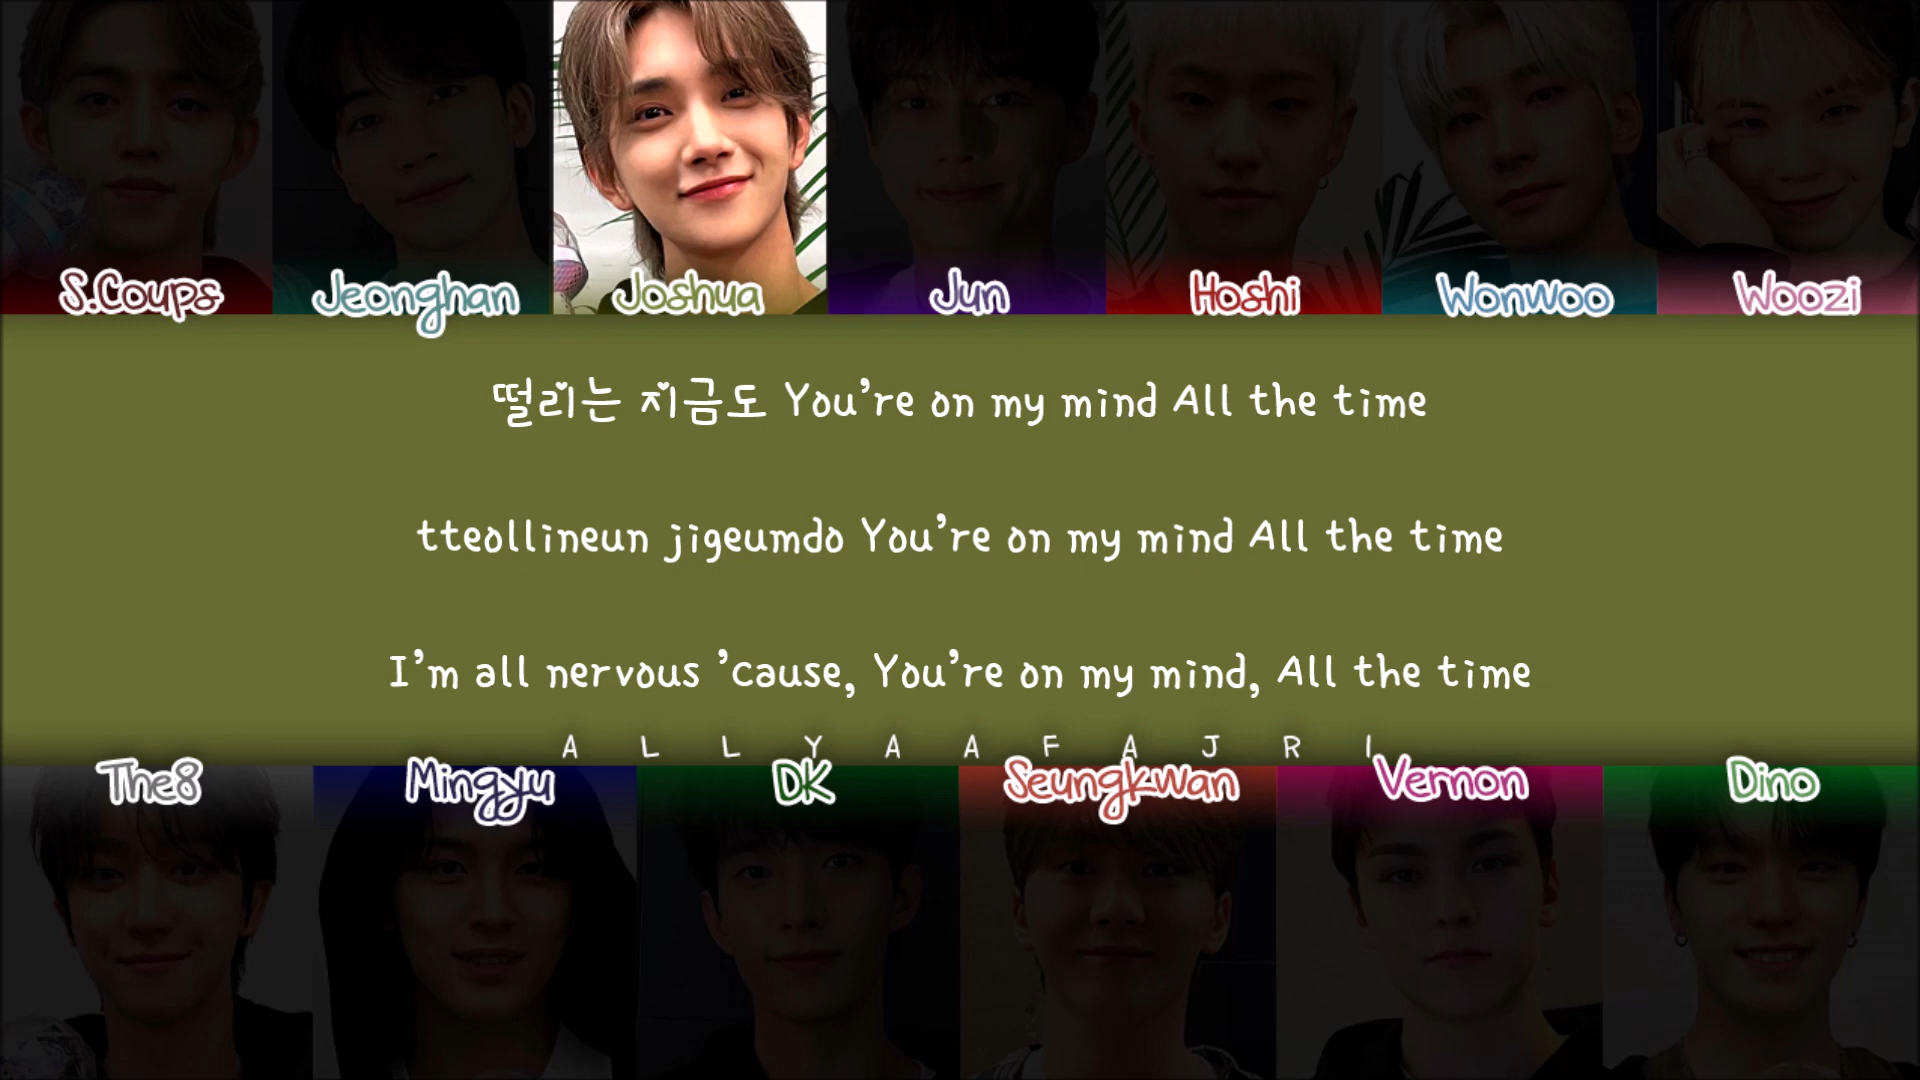 S.Coups Jeonghan Joshua Jun Hoshi Wonwoo Woozi
떨리는 지금도 You're on my mind All the time
tteollineun jigeumdo You're on my mind All the time
I'm all nervous 'cause, You're on my mind, All the time
A L L Y A A F A J R I
The8 Mingyu DK Seungkwan Vernon Dino